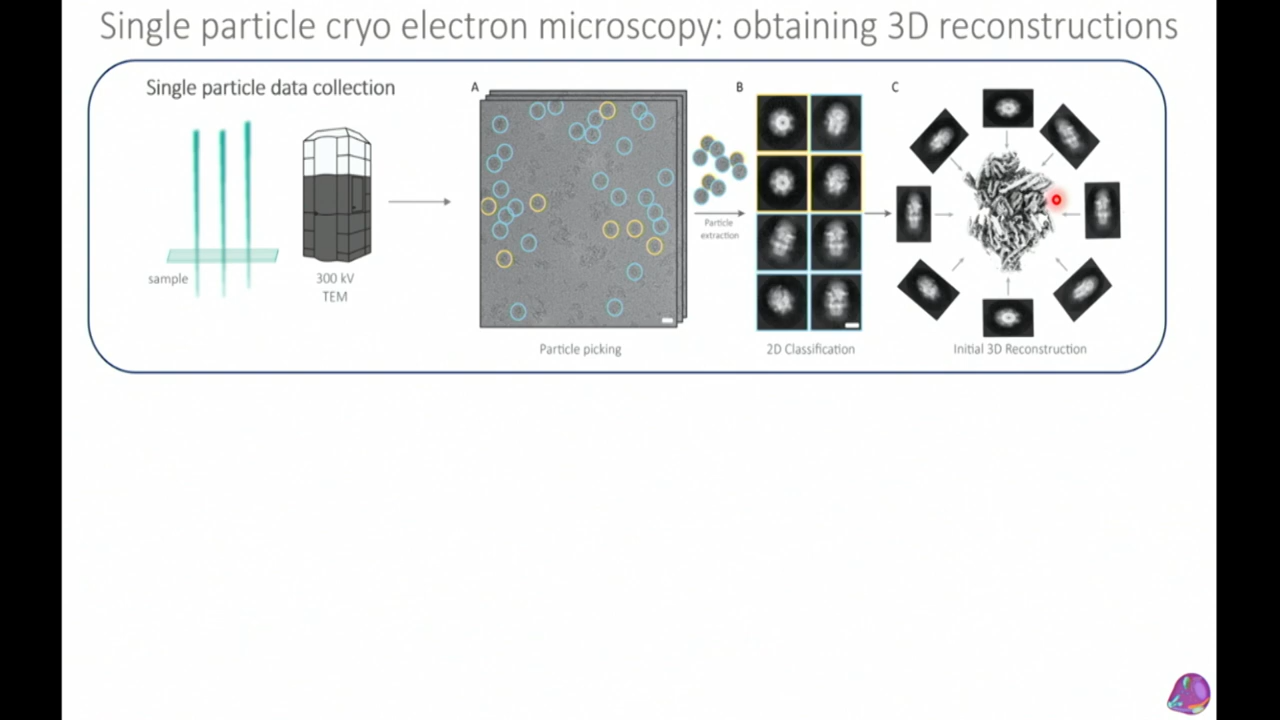 Single particle cryo electron microscopy: obtaining 3D reconstructions
Single particle data collection
sample
300 kV
TEM
A
Particle picking
Particle
extraction
B
2D Classification
C
Initial 3D Reconstruction